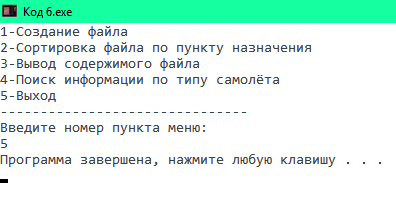 Код 6.exe
1-Создание файла
2-Сортировка файла по пункту назначения
3-Вывод содержимого файла
4-Поиск информации по типу самолёта
5-Выход
-------------------------------
Введите номер пункта меню:
5
Программа завершена, нажмите любую клавишу . . .